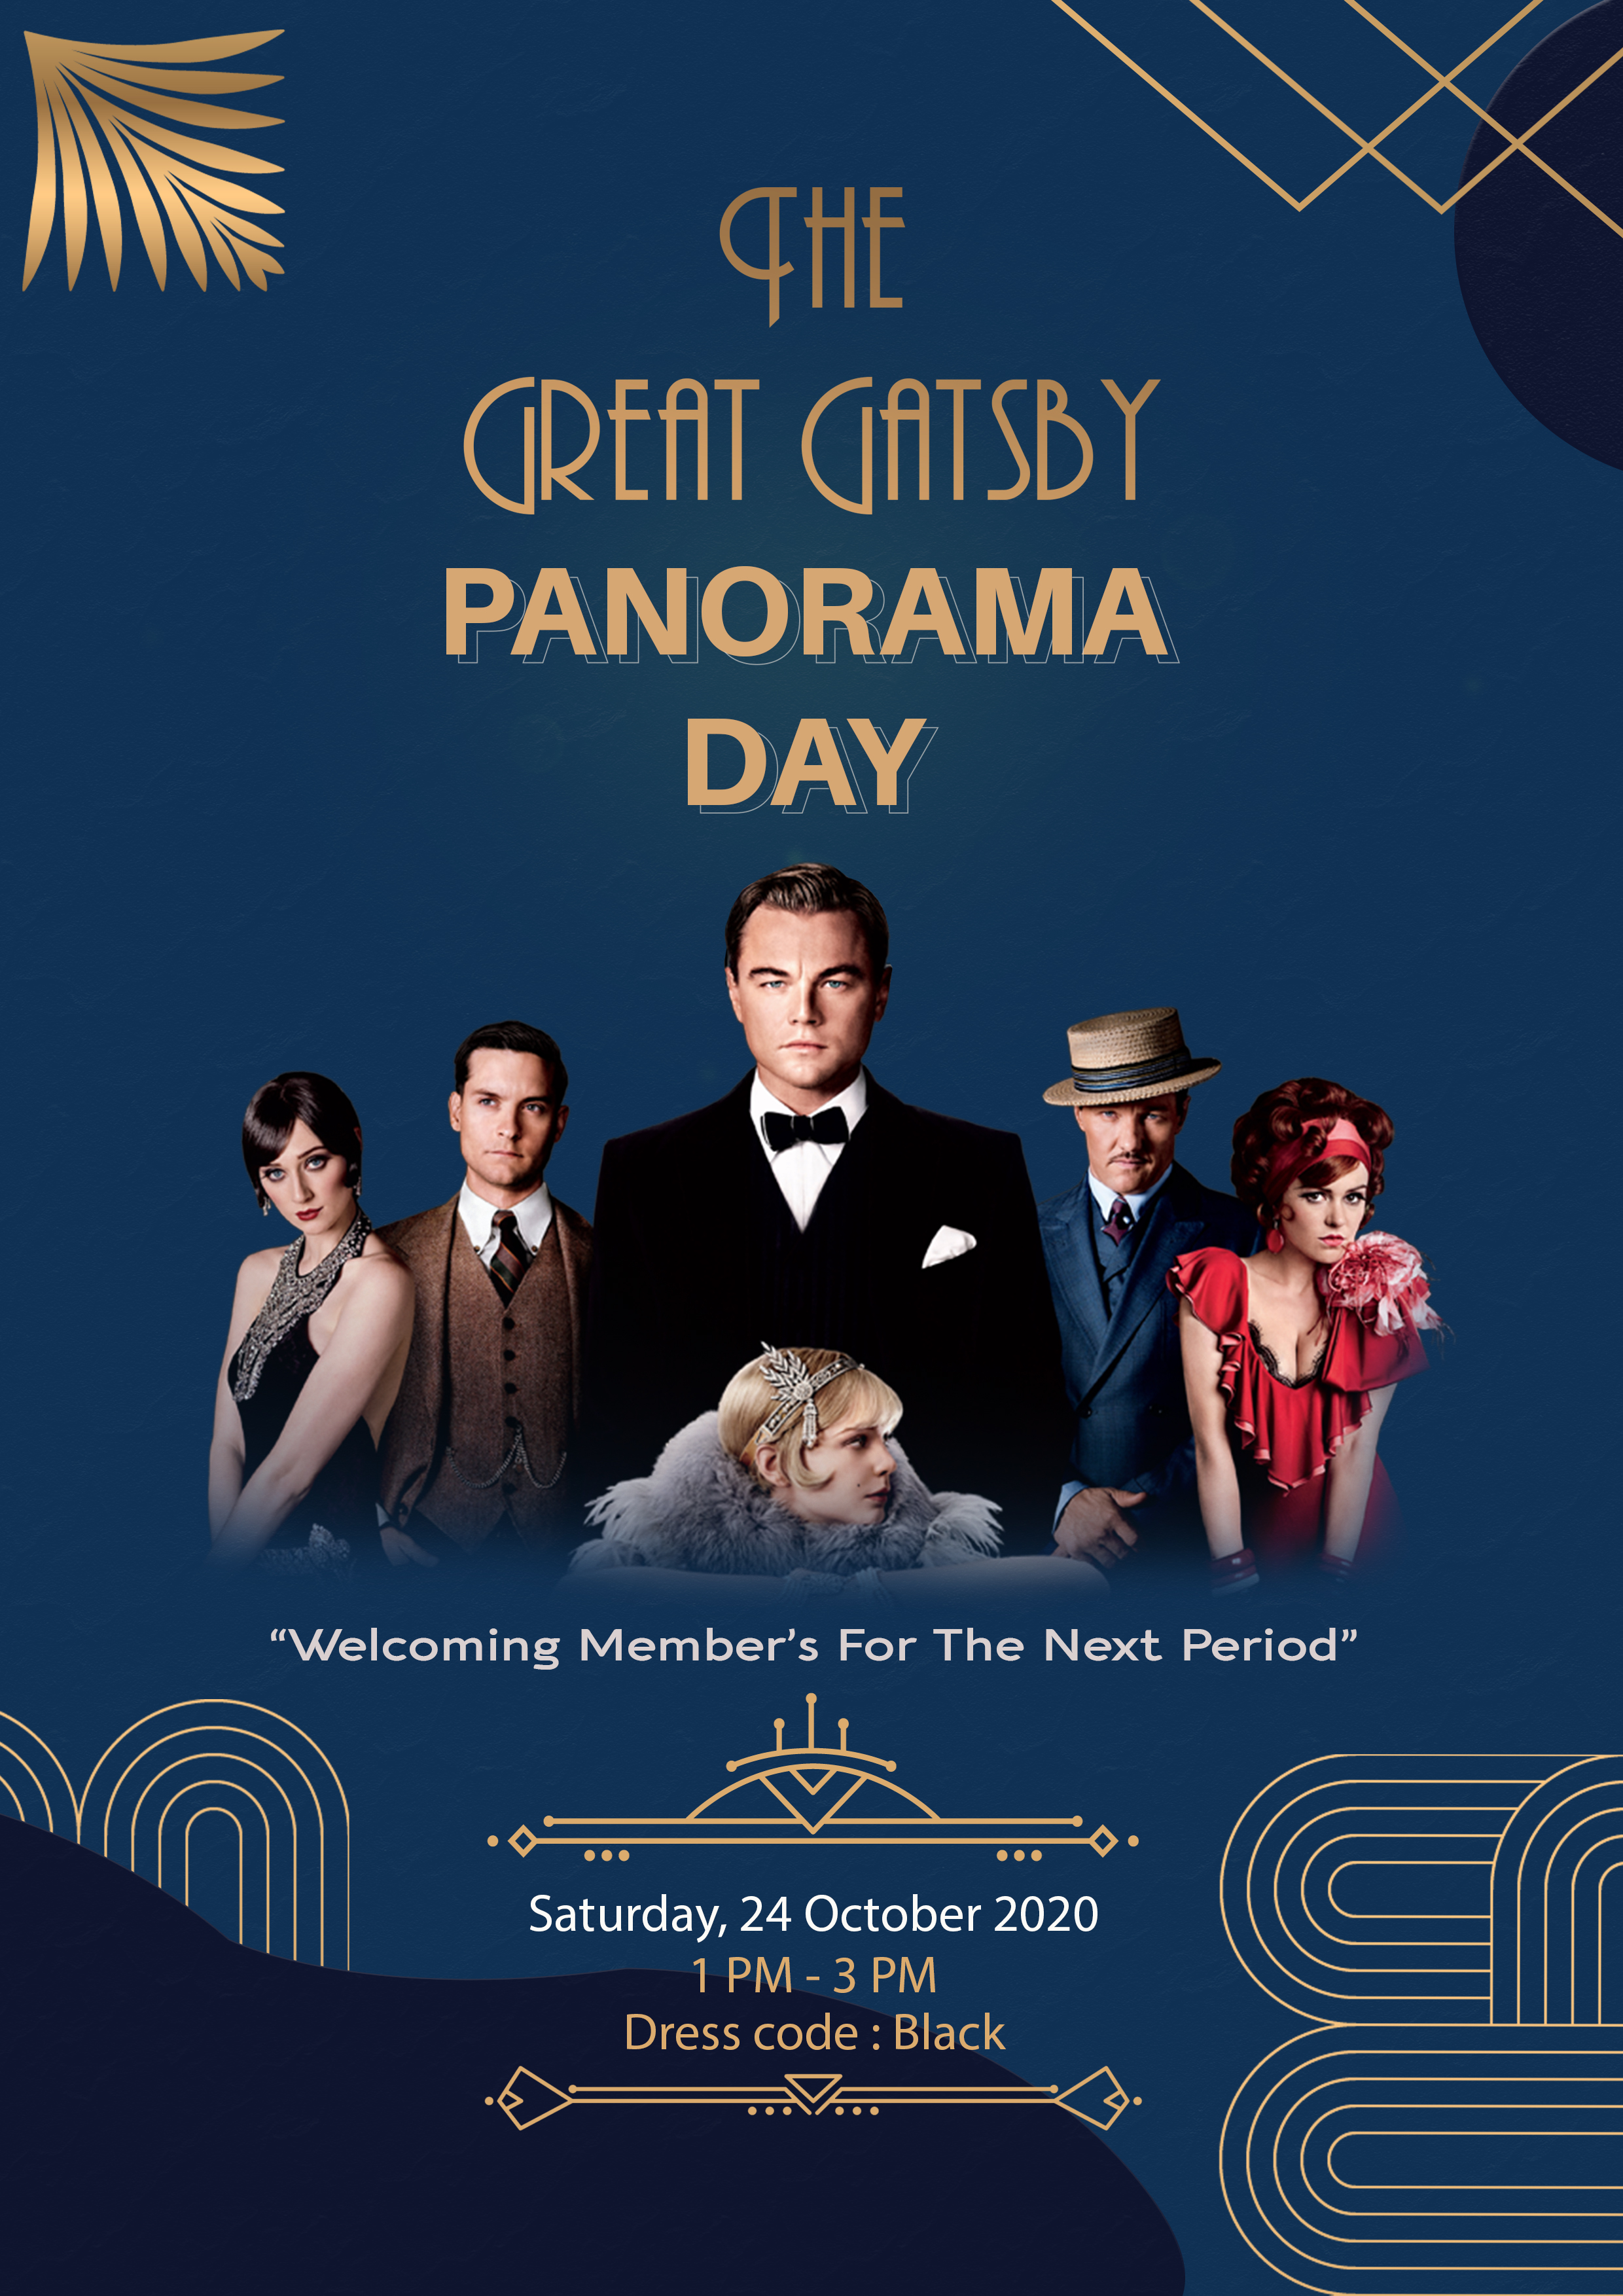 THE
GREAT GATSBY
PANORAMA
DAY
“Welcoming Member’s For The Next Period”
Saturday, 24 October 2020
1 PM - 3 PM
Dress code : Black